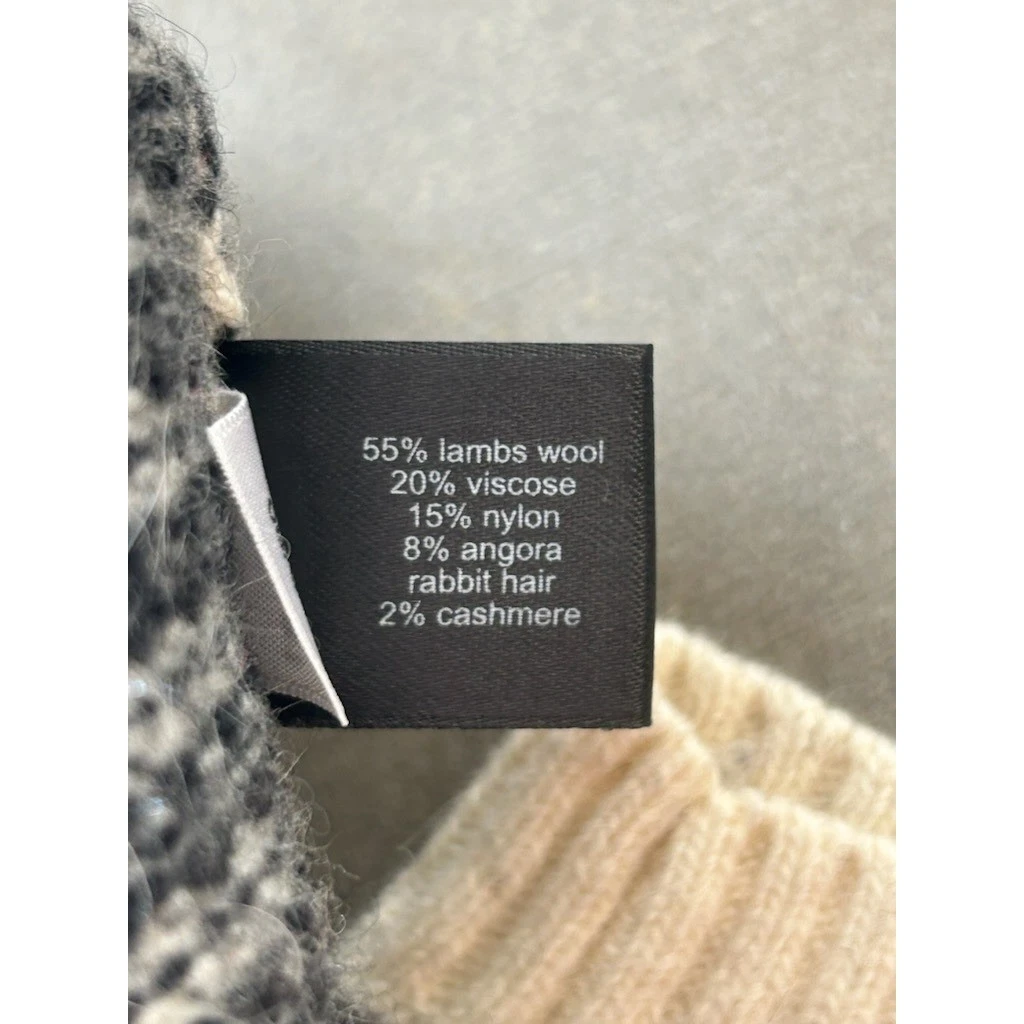 55% lambs wool
20% viscose
15% nylon
8% angora
rabbit hair
2% cashmere